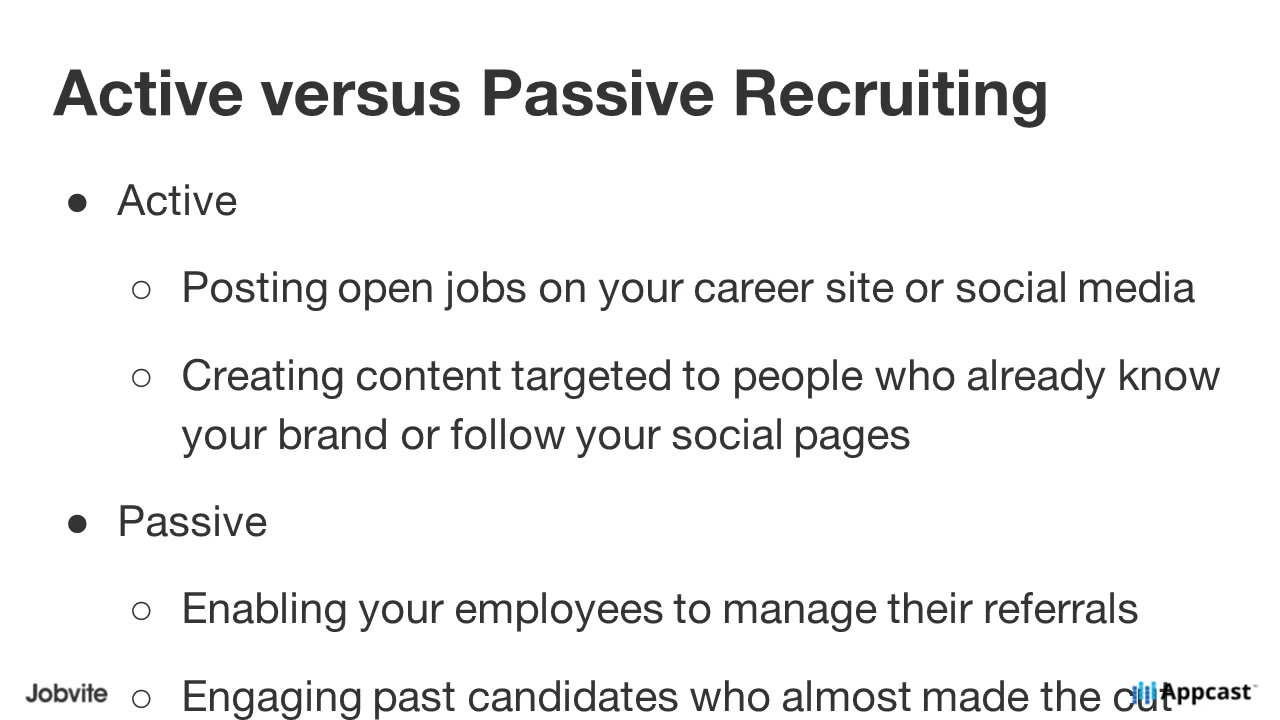 Active versus Passive Recruiting
● Active
○ Posting open jobs on your career site or social media
○ Creating content targeted to people who already know
your brand or follow your social pages
● Passive
○ Enabling your employees to manage their referrals
○ Engaging past candidates who almost made the cut
Jobvite
Appcast